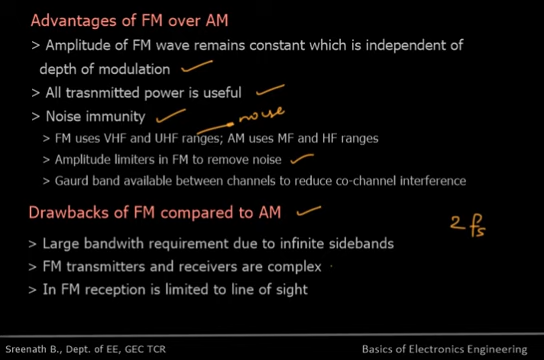 Advantages of FM over AM
> Amplitude of FM wave remains constant which is independent of
depth of modulation
> All trasnmitted power is useful
> Noise immunity
noise
> FM uses VHF and UHF ranges; AM uses MF and HF ranges
> Amplitude limiters in FM to remove noise
> Gaurd band available between channels to reduce co-channel interference
Drawbacks of FM compared to AM
2 fs
> Large bandwith requirement due to infinite sidebands
> FM transmitters and receivers are complex
> In FM reception is limited to line of sight
Sreenath B., Dept. of EE, GEC TCR
Basics of Electronics Engineering